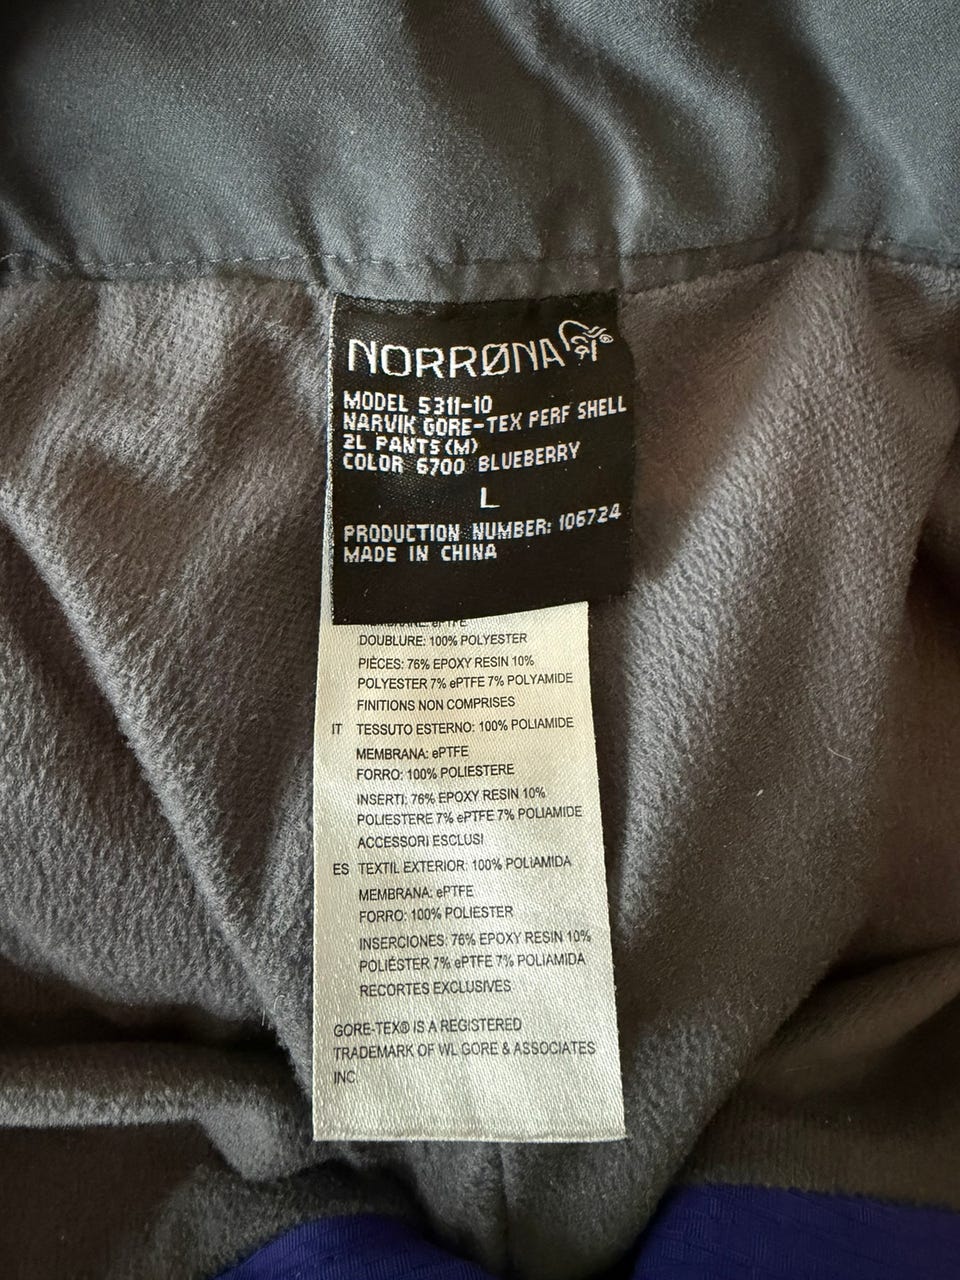 NORRØNA
MODEL 5311-10
NARVIK GORE-TEX PERF SHELL
2L PANTS(M)
COLOR 6700 BLUEBERRY
L
PRODUCTION NUMBER: 106724
MADE IN CHINA
MEMBRANE: ePTFE
DOUBLURE: 100% POLYESTER
PIÈCES: 76% EPOXY RESIN 10%
POLYESTER 7% ePTFE 7% POLYAMIDE
FINITIONS NON COMPRISES
IT TESSUTO ESTERNO: 100% POLIAMIDE
MEMBRANA: ePTFE
FORRO: 100% POLIESTERE
INSERTI: 76% EPOXY RESIN 10%
POLIESTERE 7% ePTFE 7% POLIAMIDE
ACCESSORI ESCLUSI
ES TEXTIL EXTERIOR: 100% POLIAMIDA
MEMBRANA: ePTFE
FORRO: 100% POLIÉSTER
INSERCIONES: 76% EPOXY RESIN 10%
POLIÉSTER 7% ePTFE 7% POLIAMIDA
RECORTES EXCLUSIVES
GORE-TEX® IS A REGISTERED
TRADEMARK OF WL GORE & ASSOCIATES
INC